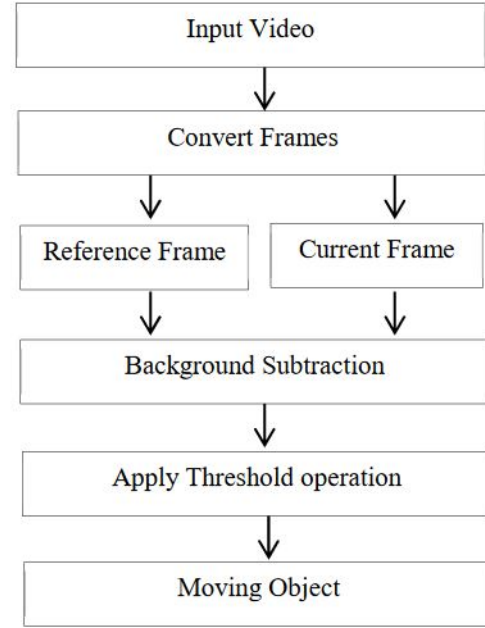 Input Video
Convert Frames
Reference Frame
Current Frame
Background Subtraction
Apply Threshold operation
Moving Object